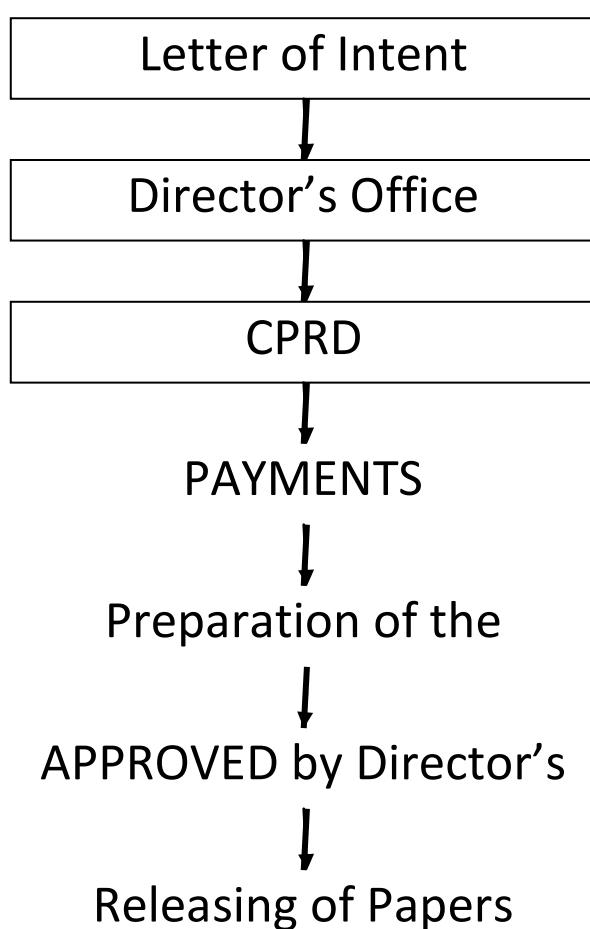 Letter of Intent
Director’s Office
CPRD
PAYMENTS
Preparation of the
APPROVED by Director’s
Releasing of Papers